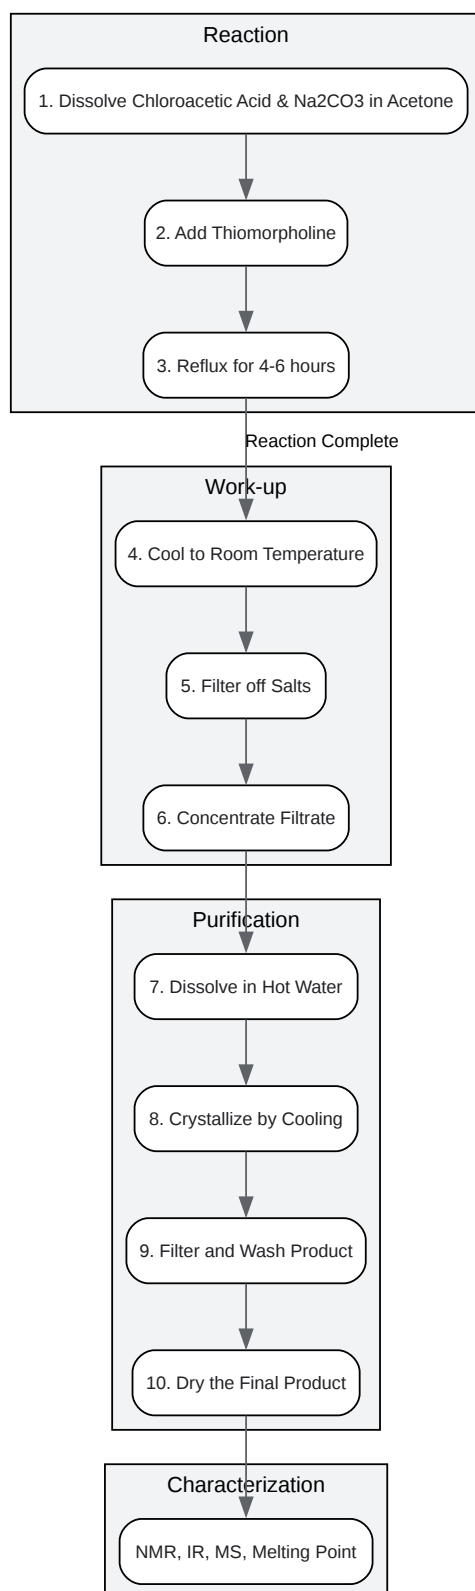 Reaction
1. Dissolve Chloroacetic Acid & Na2CO3 in Acetone
2. Add Thiomorpholine
3. Reflux for 4-6 hours
Reaction Complete
Work-up
4. Cool to Room Temperature
5. Filter off Salts
6. Concentrate Filtrate
Purification
7. Dissolve in Hot Water
8. Crystallize by Cooling
9. Filter and Wash Product
10. Dry the Final Product
Characterization
NMR, IR, MS, Melting Point